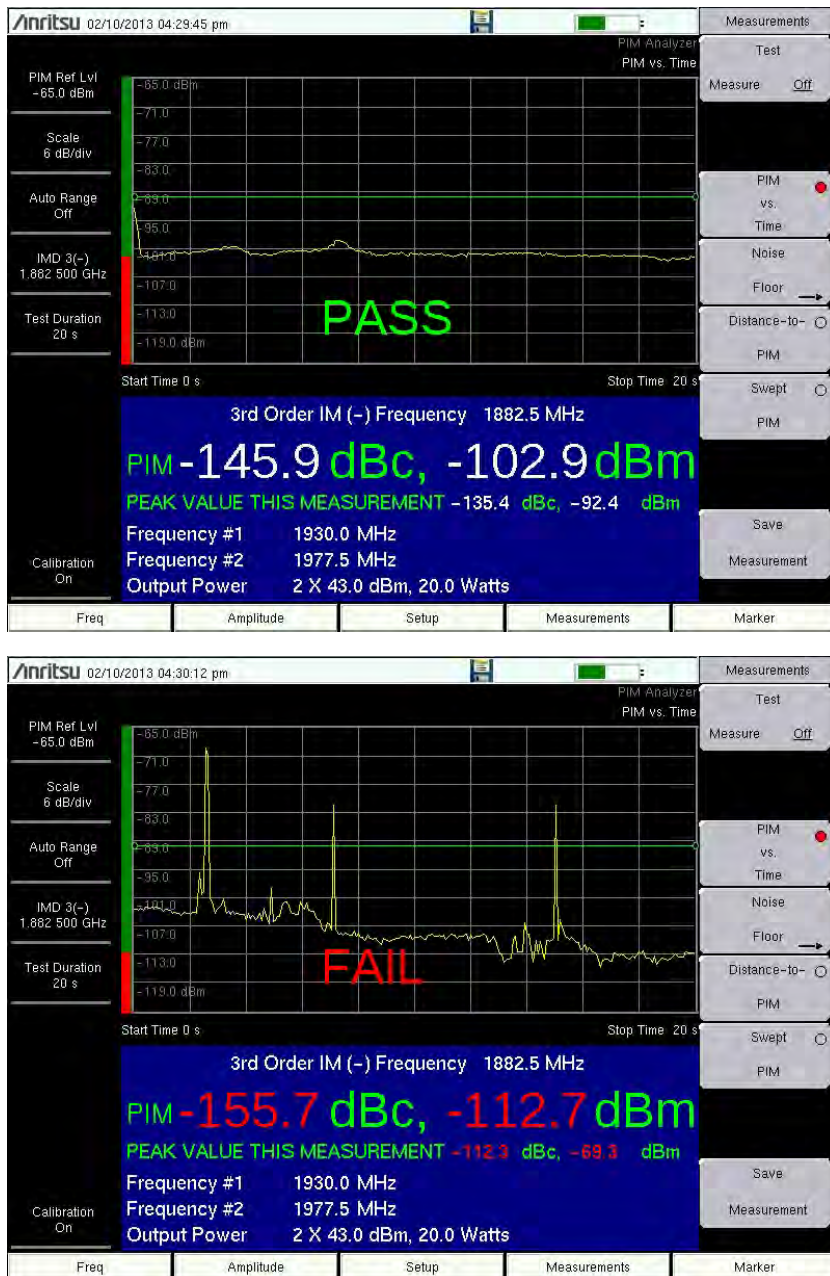 /inritsu 02/10/2013 04:29:45 pm
Measurements
PIM Analyzer
PIM vs. Time
Test
Measure Off
PIM Ref Lvl
-65.0 dBm
Scale
6 dB/div
Auto Range
Off
IMD 3(-)
1.882 500 GHz
Test Duration
20 s
-65.0 dBm
-71.0
-77.0
-83.0
-89.0
-95.0
-101.0
-107.0
-113.0
-119.0 dBm
PASS
PIM
vs.
Time
Noise
Floor
Distance-to-
PIM
Swept
PIM
Start Time 0 s
Stop Time 20 s
3rd Order IM (-) Frequency 1882.5 MHz
PIM -145.9 dBc, -102.9 dBm
PEAK VALUE THIS MEASUREMENT -135.4 dBc, -92.4 dBm
Frequency #1 1930.0 MHz
Frequency #2 1977.5 MHz
Output Power 2 X 43.0 dBm, 20.0 Watts
Calibration
On
Save
Measurement
Freq
Amplitude
Setup
Measurements
Marker
/inritsu 02/10/2013 04:30:12 pm
Measurements
PIM Analyzer
PIM vs. Time
Test
Measure Off
PIM Ref Lvl
-65.0 dBm
Scale
6 dB/div
Auto Range
Off
IMD 3(-)
1.882 500 GHz
Test Duration
20 s
-65.0 dBm
-71.0
-77.0
-83.0
-89.0
-95.0
-101.0
-107.0
-113.0
-119.0 dBm
FAIL
PIM
vs.
Time
Noise
Floor
Distance-to-
PIM
Swept
PIM
Start Time 0 s
Stop Time 20 s
3rd Order IM (-) Frequency 1882.5 MHz
PIM -155.7 dBc, -112.7 dBm
PEAK VALUE THIS MEASUREMENT -112.3 dBc, -69.3 dBm
Frequency #1 1930.0 MHz
Frequency #2 1977.5 MHz
Output Power 2 X 43.0 dBm, 20.0 Watts
Calibration
On
Save
Measurement
Freq
Amplitude
Setup
Measurements
Marker